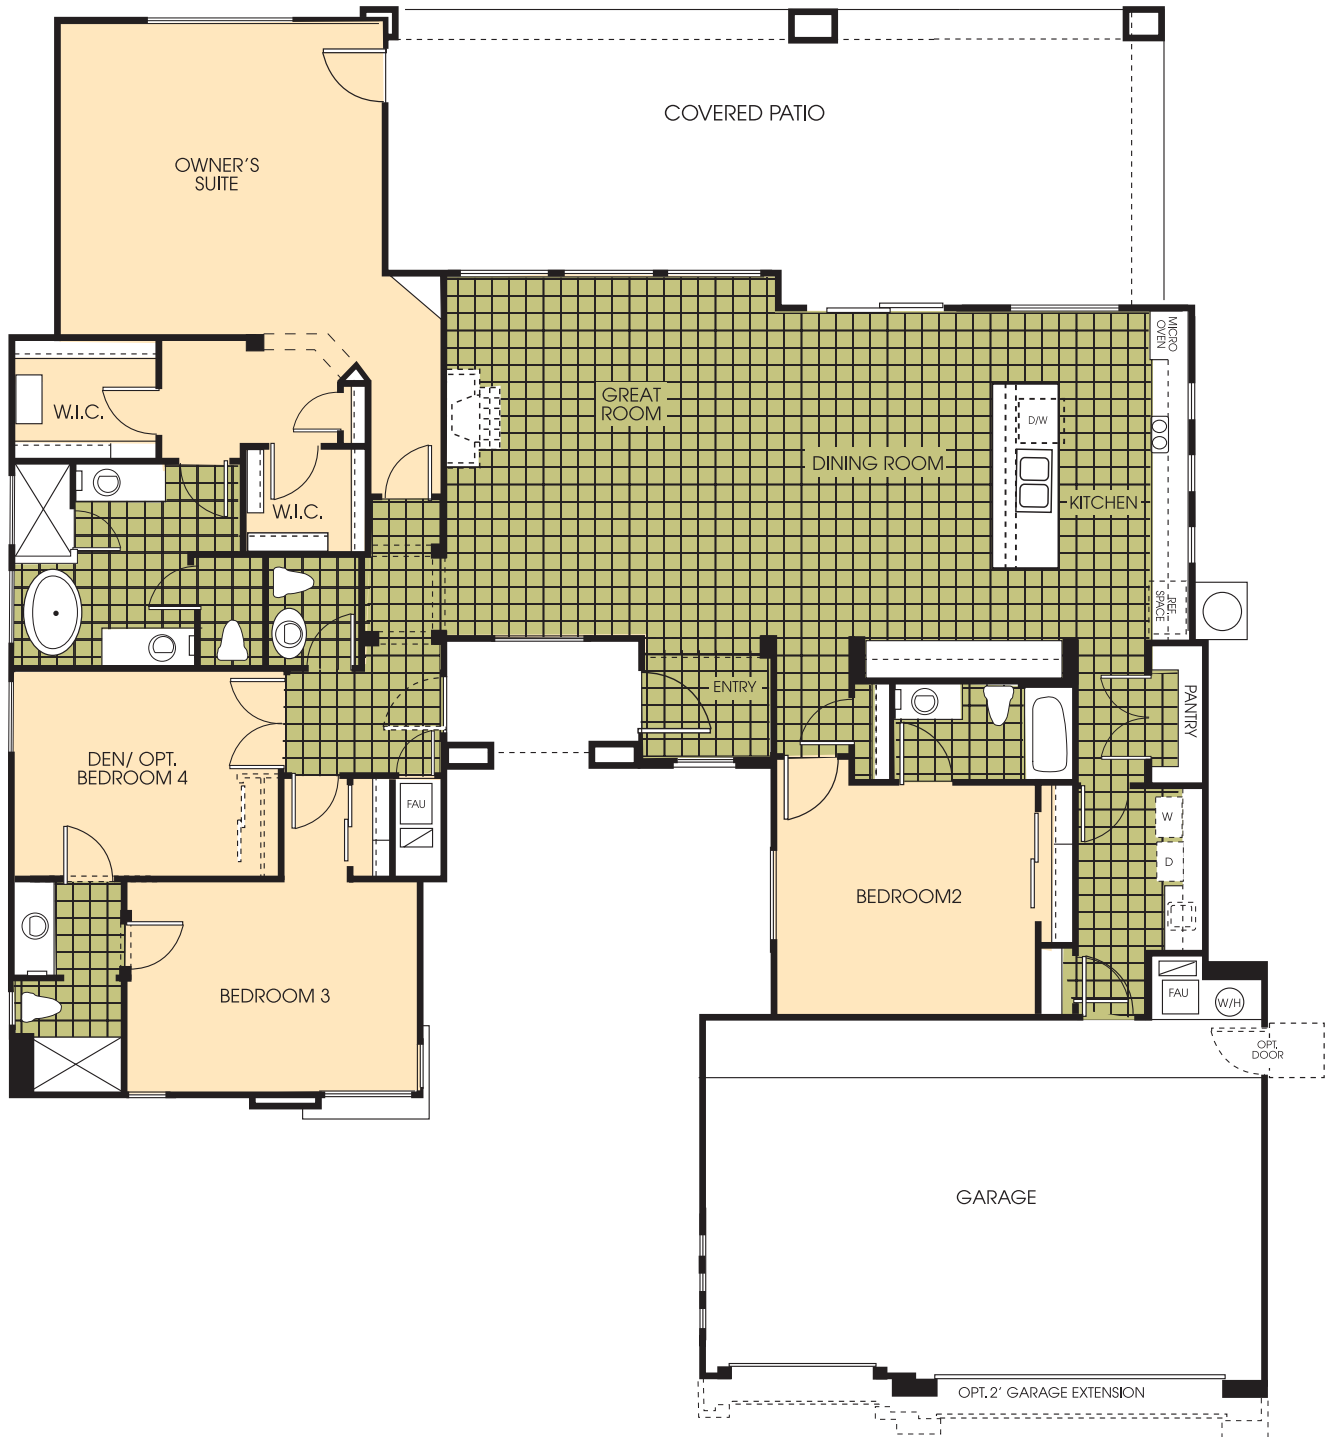 COVERED PATIO
OWNER'S
SUITE
MICRO
OVEN
W.I.C.
GREAT
ROOM
D/W
DINING ROOM
KITCHEN
W.I.C.
REF.
SPACE
ENTRY
PANTRY
DEN/ OPT.
BEDROOM 4
FAU
W
D
BEDROOM2
BEDROOM 3
FAU
W/H
OPT.
DOOR
GARAGE
OPT. 2' GARAGE EXTENSION